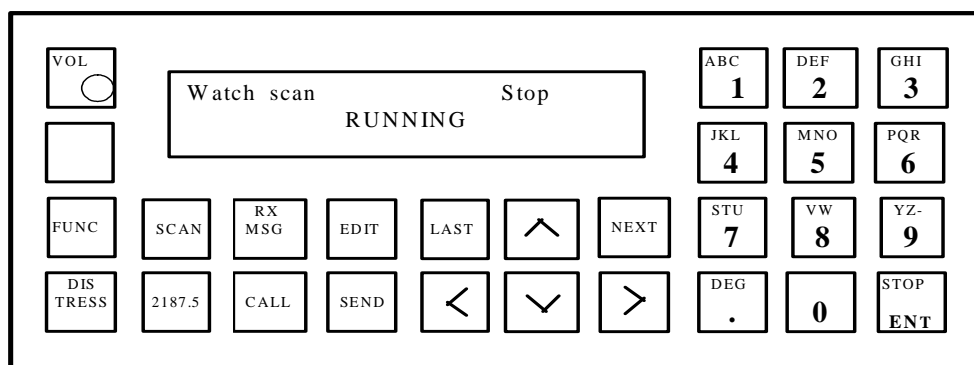 VOL
Watch scan Stop
RUNNING
ABC
1
DEF
2
GHI
3
JKL
4
MNO
5
PQR
6
FUNC
SCAN
RX
MSG
EDIT
LAST
NEXT
STU
7
VW
8
YZ-
9
DIS
TRESS
2187.5
CALL
SEND
DEG
.
0
STOP
ENT